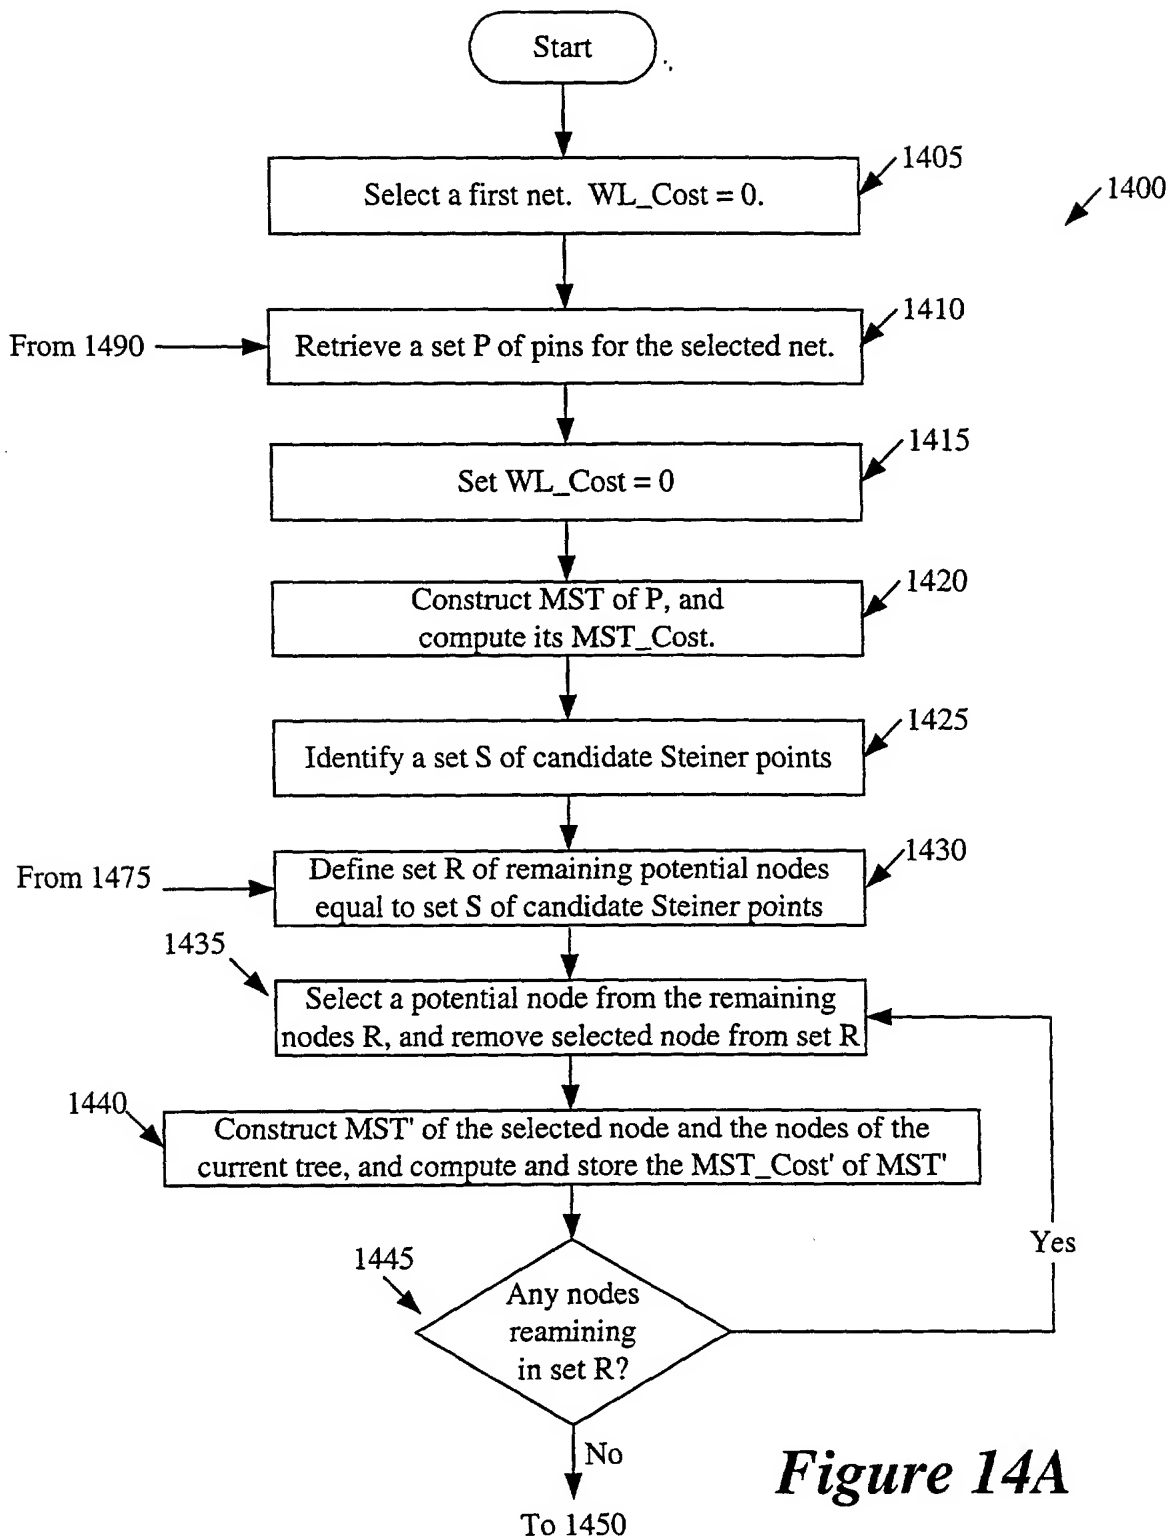 Start
1405
Select a first net. WL_Cost = 0.
1400
1410
From 1490
Retrieve a set P of pins for the selected net.
1415
Set WL_Cost = 0
1420
Construct MST of P, and
compute its MST_Cost.
1425
Identify a set S of candidate Steiner points
1430
From 1475
Define set R of remaining potential nodes
equal to set S of candidate Steiner points
1435
Select a potential node from the remaining
nodes R, and remove selected node from set R
1440
Construct MST' of the selected node and the nodes of the
current tree, and compute and store the MST_Cost' of MST'
Yes
1445
Any nodes
reamining
in set R?
No
Figure 14A
To 1450